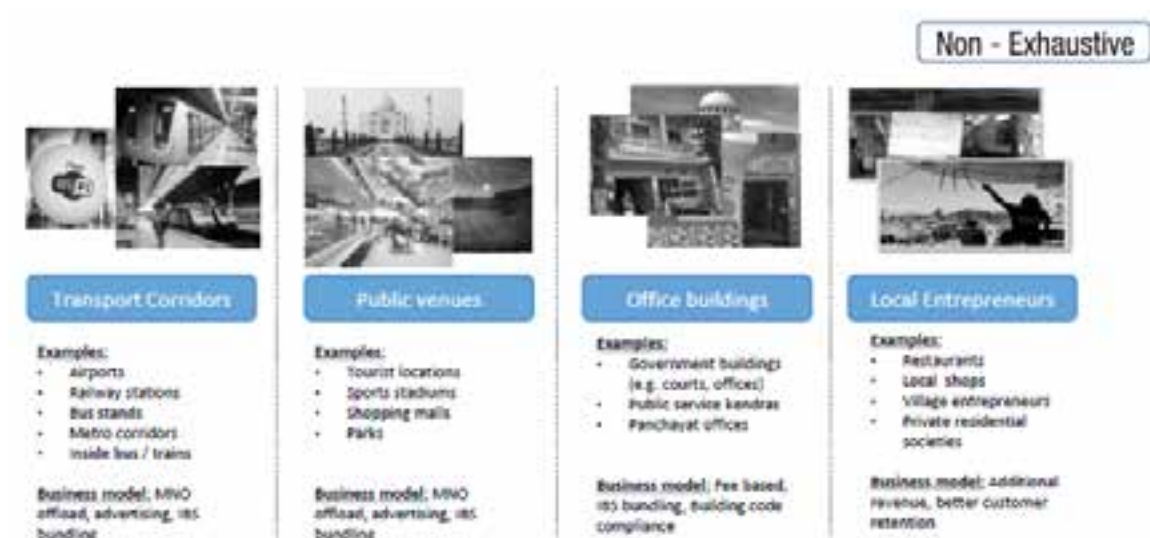 Non - Exhaustive
Transport Corridors
Examples:
• Airports
• Railway stations
• Bus stands
• Metro corridors
• Inside bus / trains
Business model: MNO
offload, advertising, IBS
bundling
Public venues
Examples:
• Tourist locations
• Sports stadiums
• Shopping malls
• Parks
Business model: MNO
offload, advertising, IBS
bundling
Office buildings
Examples:
• Government buildings
(e.g. courts, offices)
• Public service kendras
• Panchayat offices
Business model: Fee based,
IBS bundling, Building code
compliance
Local Entrepreneurs
Examples:
• Restaurants
• Local shops
• Village entrepreneurs
• Private residential
societies
Business model: Additional
revenue, better customer
retention